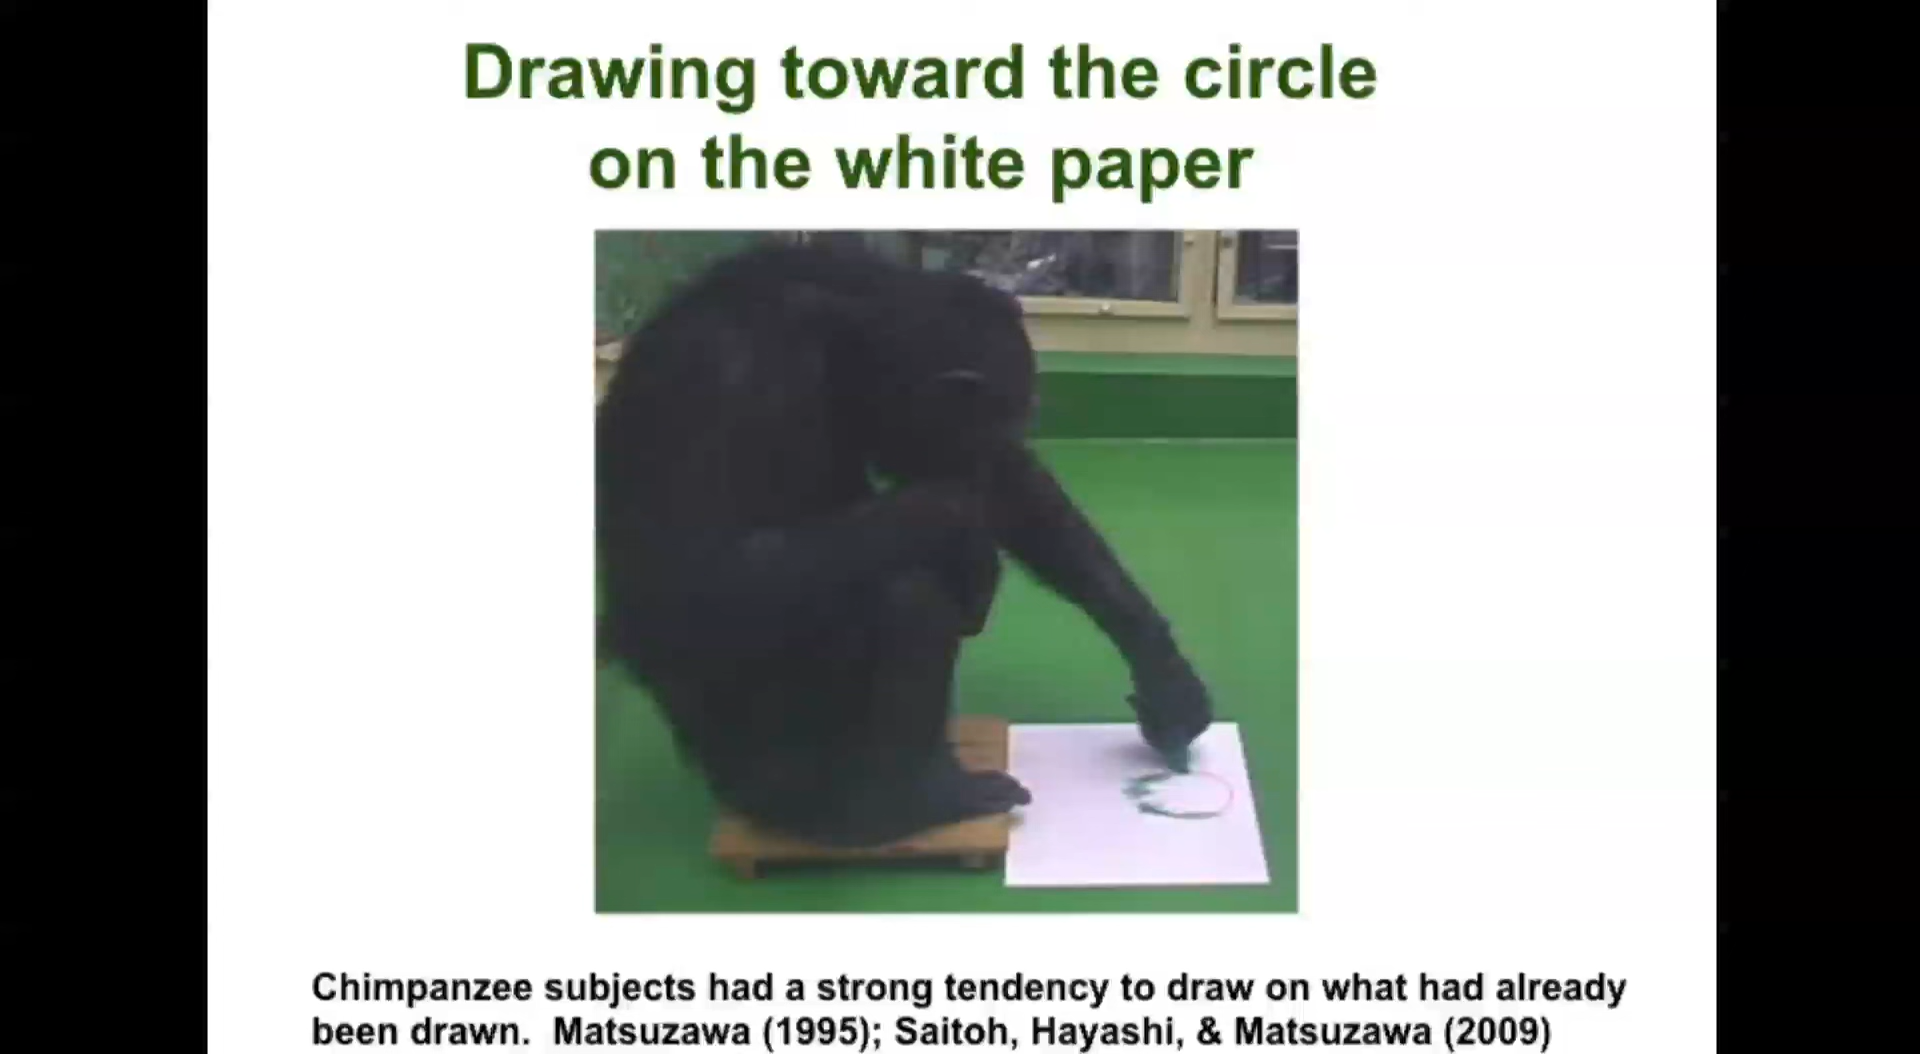 Drawing toward the circle
on the white paper
Chimpanzee subjects had a strong tendency to draw on what had already
been drawn.  Matsuzawa (1995); Saitoh, Hayashi, & Matsuzawa (2009)